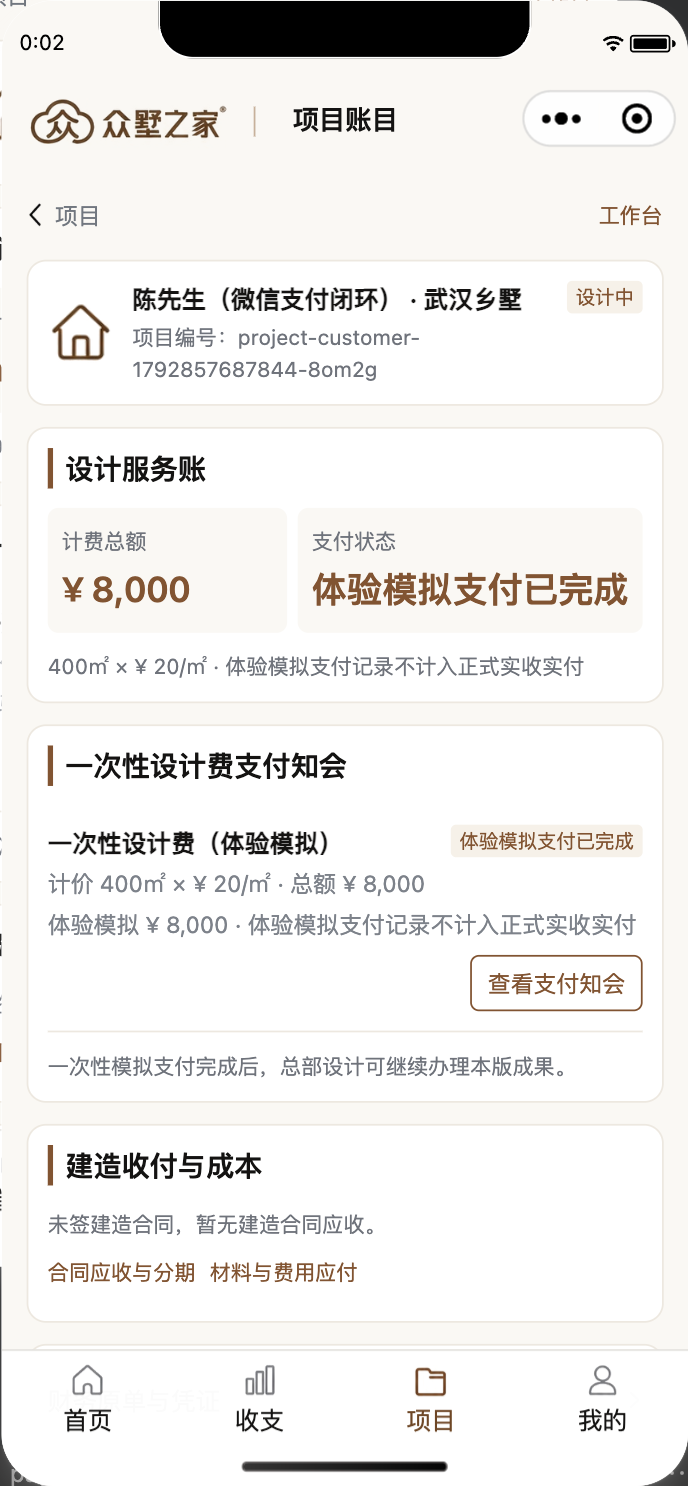 0:02
众墅之家®
项目账目
项目
工作台
陈先生（微信支付闭环）·武汉乡墅
设计中
项目编号：project-customer-
1792857687844-8om2g
设计服务账
计费总额
支付状态
¥ 8,000
体验模拟支付已完成
400㎡ × ¥ 20/㎡ · 体验模拟支付记录不计入正式实收实付
一次性设计费支付知会
一次性设计费（体验模拟）
体验模拟支付已完成
计价 400㎡ × ¥ 20/㎡ · 总额 ¥ 8,000
体验模拟 ¥ 8,000 · 体验模拟支付记录不计入正式实收实付
查看支付知会
一次性模拟支付完成后，总部设计可继续办理本版成果。
建造收付与成本
未签建造合同，暂无建造合同应收。
合同应收与分期 材料与费用应付
首页
收支
项目
我的